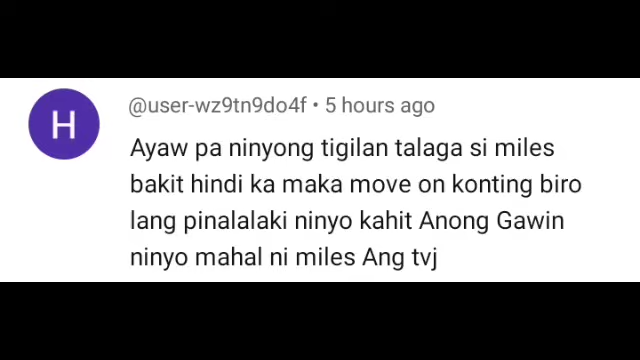 H
@user-wz9tn9do4f • 5 hours ago
Ayaw pa ninyong tigilan talaga si miles
bakit hindi ka maka move on konting biro
lang pinalalaki ninyo kahit Anong Gawin
ninyo mahal ni miles Ang tvj